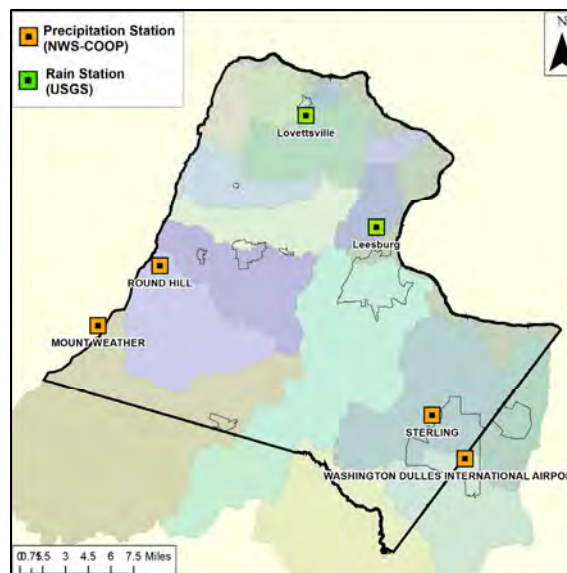 Precipitation Station
(NWS-COOP)
Rain Station
(USGS)
N
Lovettsville
Leesburg
ROUND HILL
MOUNT WEATHER
STERLING
WASHINGTON DULLES INTERNATIONAL AIRPOR
0 0.75 1.5 3 4.5 6 7.5 Miles